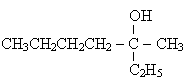 OH
CH₃CH₂CH₂CH₂ – C – CH₃
C₂H₅